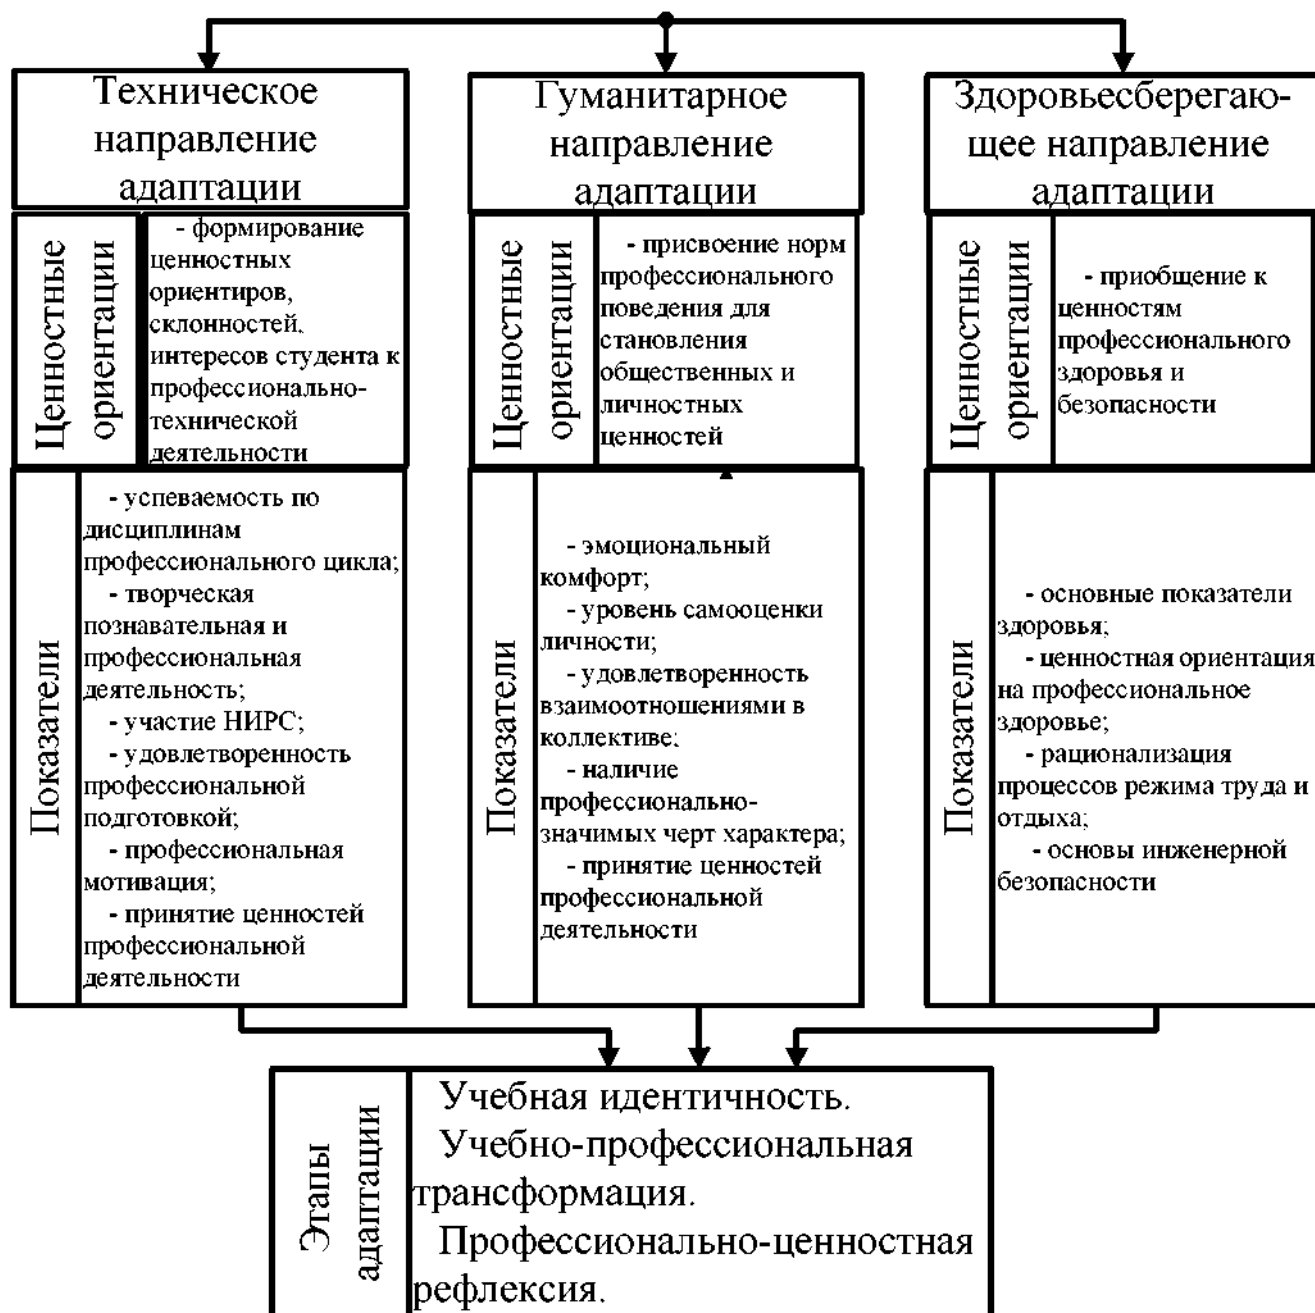 Техническое
направление
адаптации
Ценностные
ориентации
- формирование
ценностных
ориентиров,
склонностей,
интересов студента к
профессионально-
технической
деятельности
Показатели
- успеваемость по
дисциплинам
профессионального цикла;
- творческая
познавательная и
профессиональная
деятельность;
- участие НИРС;
- удовлетворенность
профессиональной
подготовкой;
- профессиональная
мотивация;
- принятие ценностей
профессиональной
деятельности
Гуманитарное
направление
адаптации
Ценностные
ориентации
- присвоение норм
профессионального
поведения для
становления
общественных и
личностных
ценностей
Показатели
- эмоциональный
комфорт;
- уровень самооценки
личности;
- удовлетворенность
взаимоотношениями в
коллективе;
- наличие
профессионально-
значимых черт характера;
- принятие ценностей
профессиональной
деятельности
Здоровьесберегаю-
щее направление
адаптации
Ценностные
ориентации
- приобщение к
ценностям
профессионального
здоровья и
безопасности
Показатели
- основные показатели
здоровья;
- ценностная ориентация
на профессиональное
здоровье;
- рационализация
процессов режима труда и
отдыха;
- основы инженерной
безопасности
Этапы
адаптации
Учебная идентичность.
Учебно-профессиональная
трансформация.
Профессионально-ценностная
рефлексия.